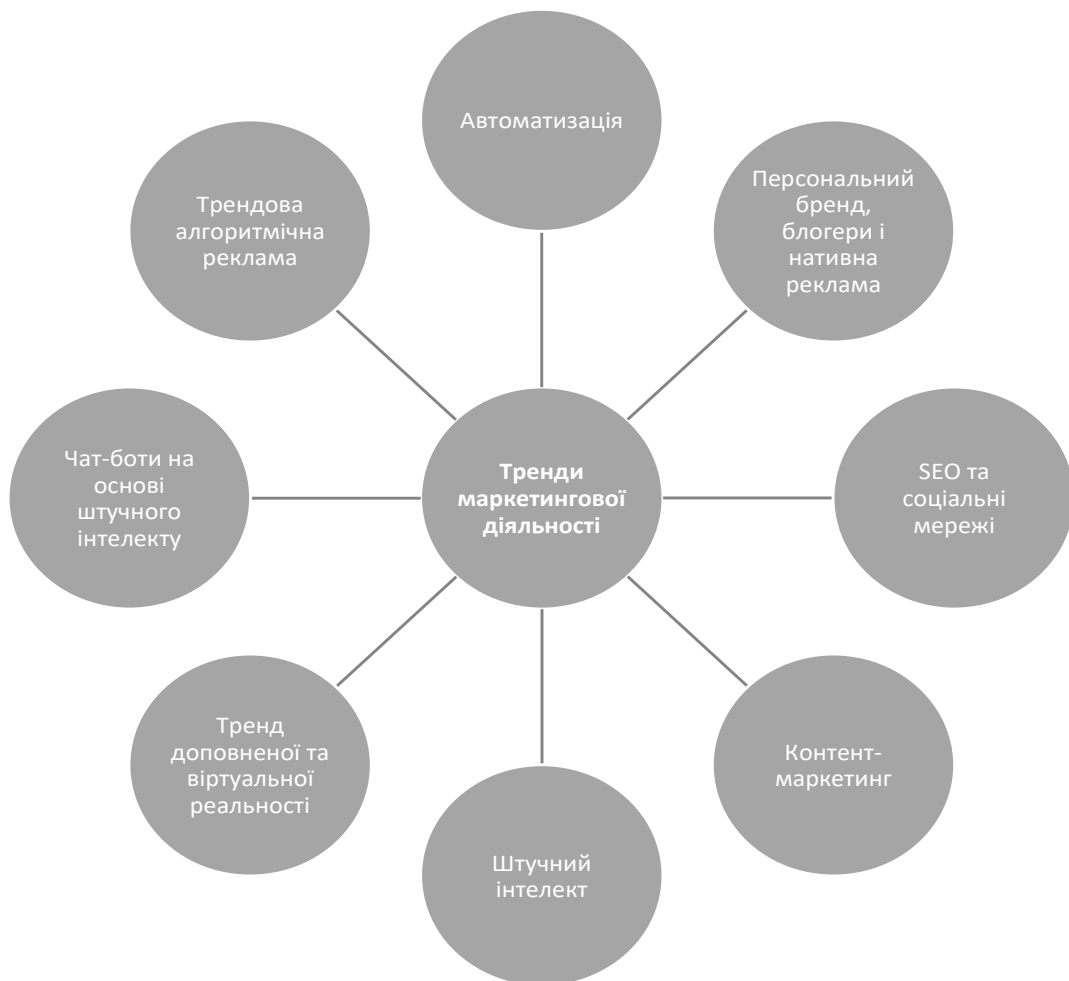 Автоматизація
Персональний
бренд,
блогери і
нативна
реклама
SEO та
соціальні
мережі
Контент-
маркетинг
Штучний
інтелект
Тренд
доповненої та
віртуальної
реальності
Чат-боти на
основі
штучного
інтелекту
Трендова
алгоритмічна
реклама
Тренди
маркетингової
діяльності